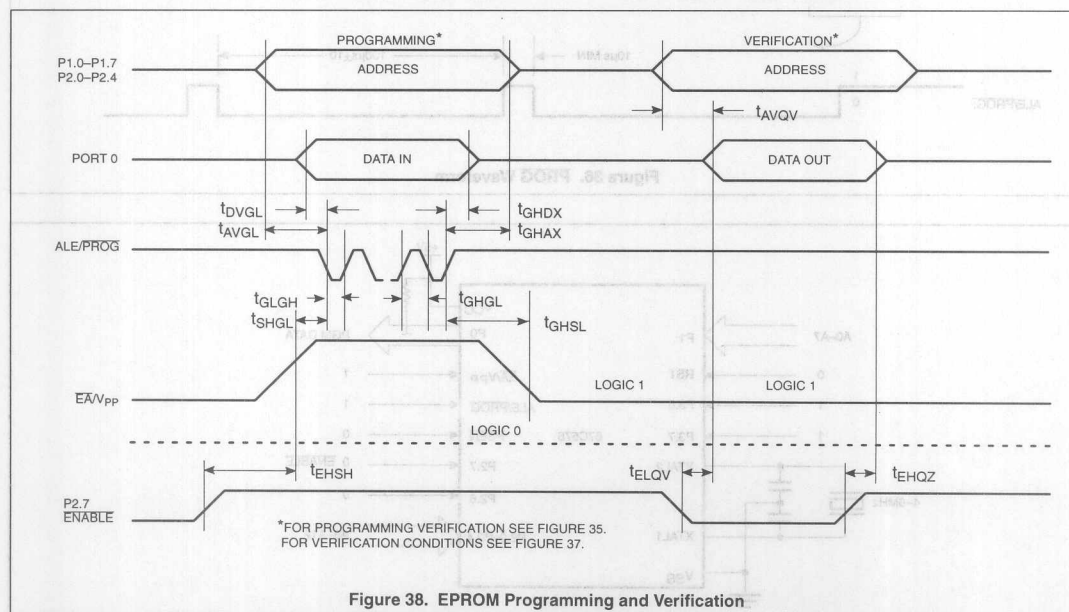 PROGRAMMING*
VERIFICATION*
P1.0–P1.7
P2.0–P2.4
ADDRESS
ADDRESS
tAVQV
PORT 0
DATA IN
DATA OUT
tDVGL
tGHDX
tAVGL
tGHAX
ALE/PROG
tGLGH
tGHGL
tSHGL
tGHSL
LOGIC 1
LOGIC 1
EA/VPP
LOGIC 0
tEHSH
tELQV
tEHQZ
P2.7
ENABLE
*FOR PROGRAMMING VERIFICATION SEE FIGURE 35.
FOR VERIFICATION CONDITIONS SEE FIGURE 37.
Figure 38. EPROM Programming and Verification